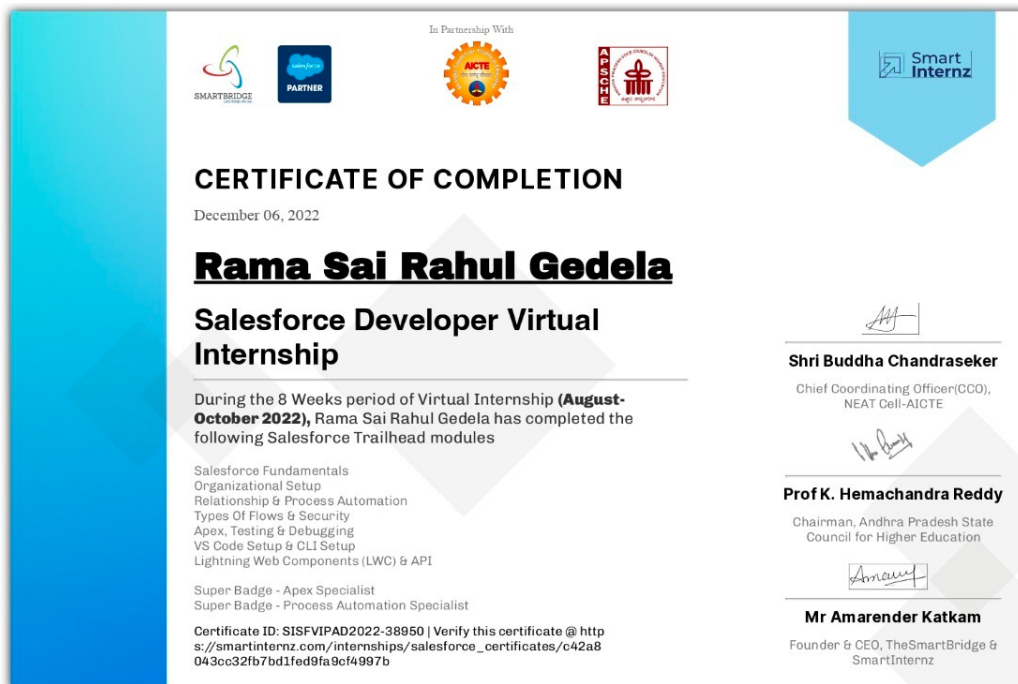 In Partnership With
SMARTBRIDGE
salesforce
PARTNER
AICTE
APSCHE
Smart
Internz
CERTIFICATE OF COMPLETION
December 06, 2022
Rama Sai Rahul Gedela
Salesforce Developer Virtual
Internship
During the 8 Weeks period of Virtual Internship (August-
October 2022), Rama Sai Rahul Gedela has completed the
following Salesforce Trailhead modules
Salesforce Fundamentals
Organizational Setup
Relationship & Process Automation
Types Of Flows & Security
Apex, Testing & Debugging
VS Code Setup & CLI Setup
Lightning Web Components (LWC) & API
Super Badge - Apex Specialist
Super Badge - Process Automation Specialist
Certificate ID: SISFVIPAD2022-38950 | Verify this certificate @ http
s://smartinternz.com/internships/salesforce_certificates/c42a8
043cc32fb7bd1fed9fa9cf4997b
Shri Buddha Chandraseker
Chief Coordinating Officer(CCO),
NEAT Cell-AICTE
Prof K. Hemachandra Reddy
Chairman, Andhra Pradesh State
Council for Higher Education
Mr Amarender Katkam
Founder & CEO, TheSmartBridge &
SmartInternz